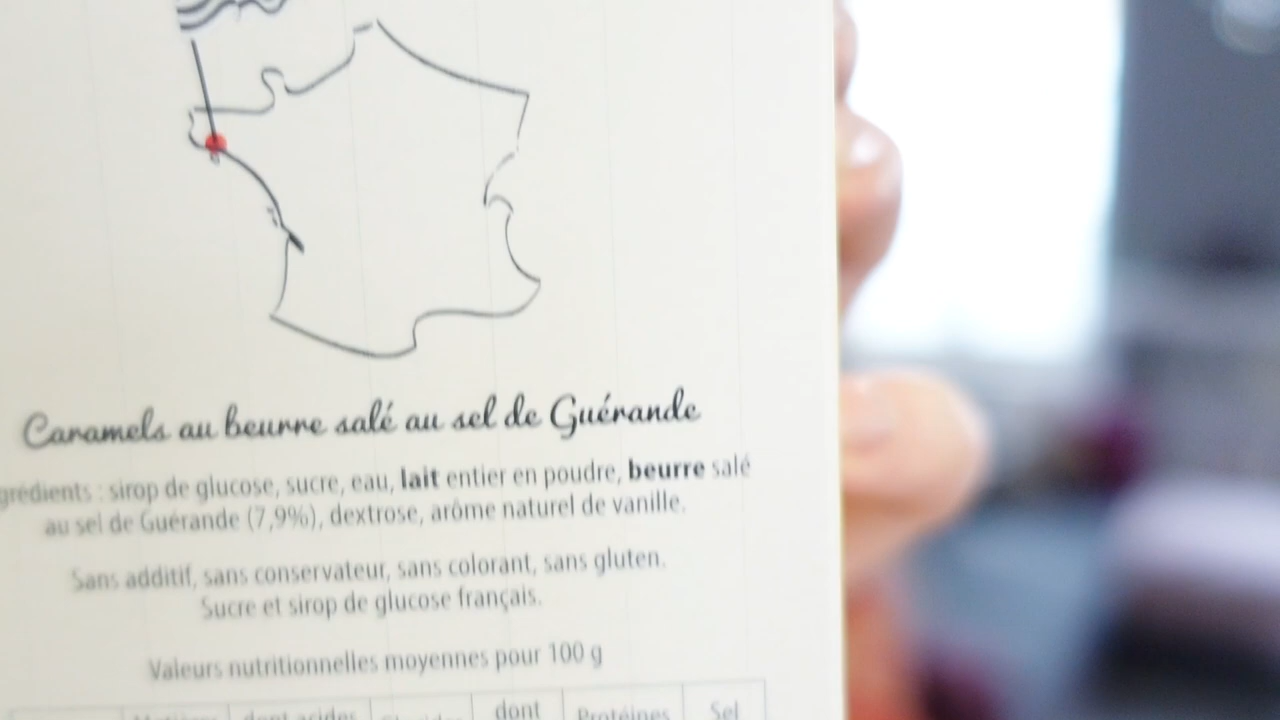 Caramels au beurre salé au sel de Guérande
grédients : sirop de glucose, sucre, eau, lait entier en poudre, beurre salé
au sel de Guérande (7,9%), dextrose, arôme naturel de vanille.
Sans additif, sans conservateur, sans colorant, sans gluten.
Sucre et sirop de glucose français.
Valeurs nutritionnelles moyennes pour 100 g
dont acides dont Protéines Sel